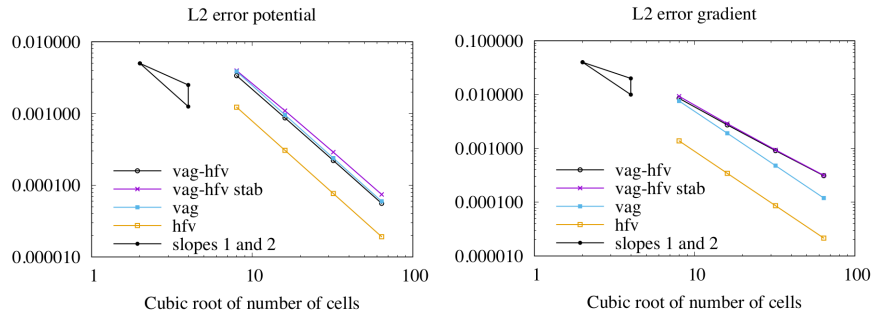 L2 error potential
0.010000
0.001000
0.000100
0.000010
vag-hfv
vag-hfv stab
vag
hfv
slopes 1 and 2
1
10
100
Cubic root of number of cells
L2 error gradient
0.100000
0.010000
0.001000
0.000100
0.000010
vag-hfv
vag-hfv stab
vag
hfv
slopes 1 and 2
1
10
100
Cubic root of number of cells